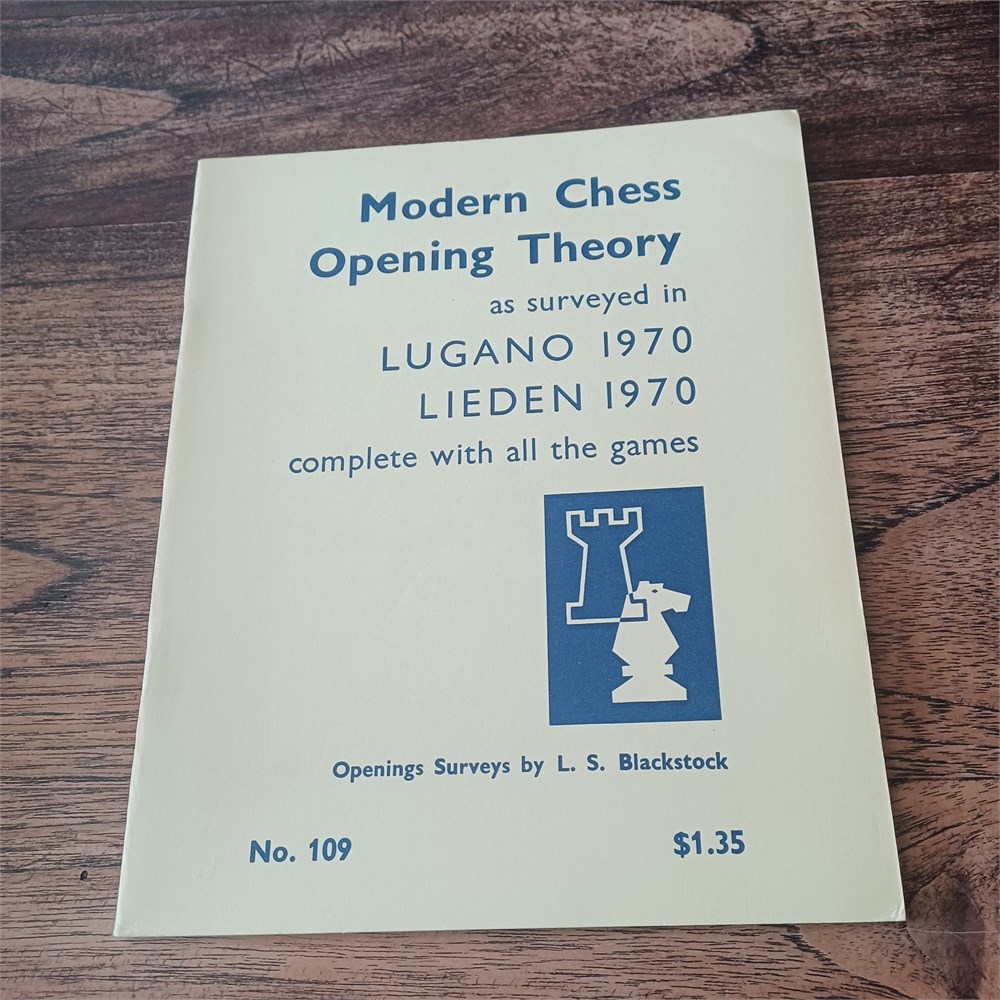 Modern Chess
Opening Theory
as surveyed in
LUGANO 1970
LIEDEN 1970
complete with all the games
Openings Surveys by L. S. Blackstock
No. 109
$1.35